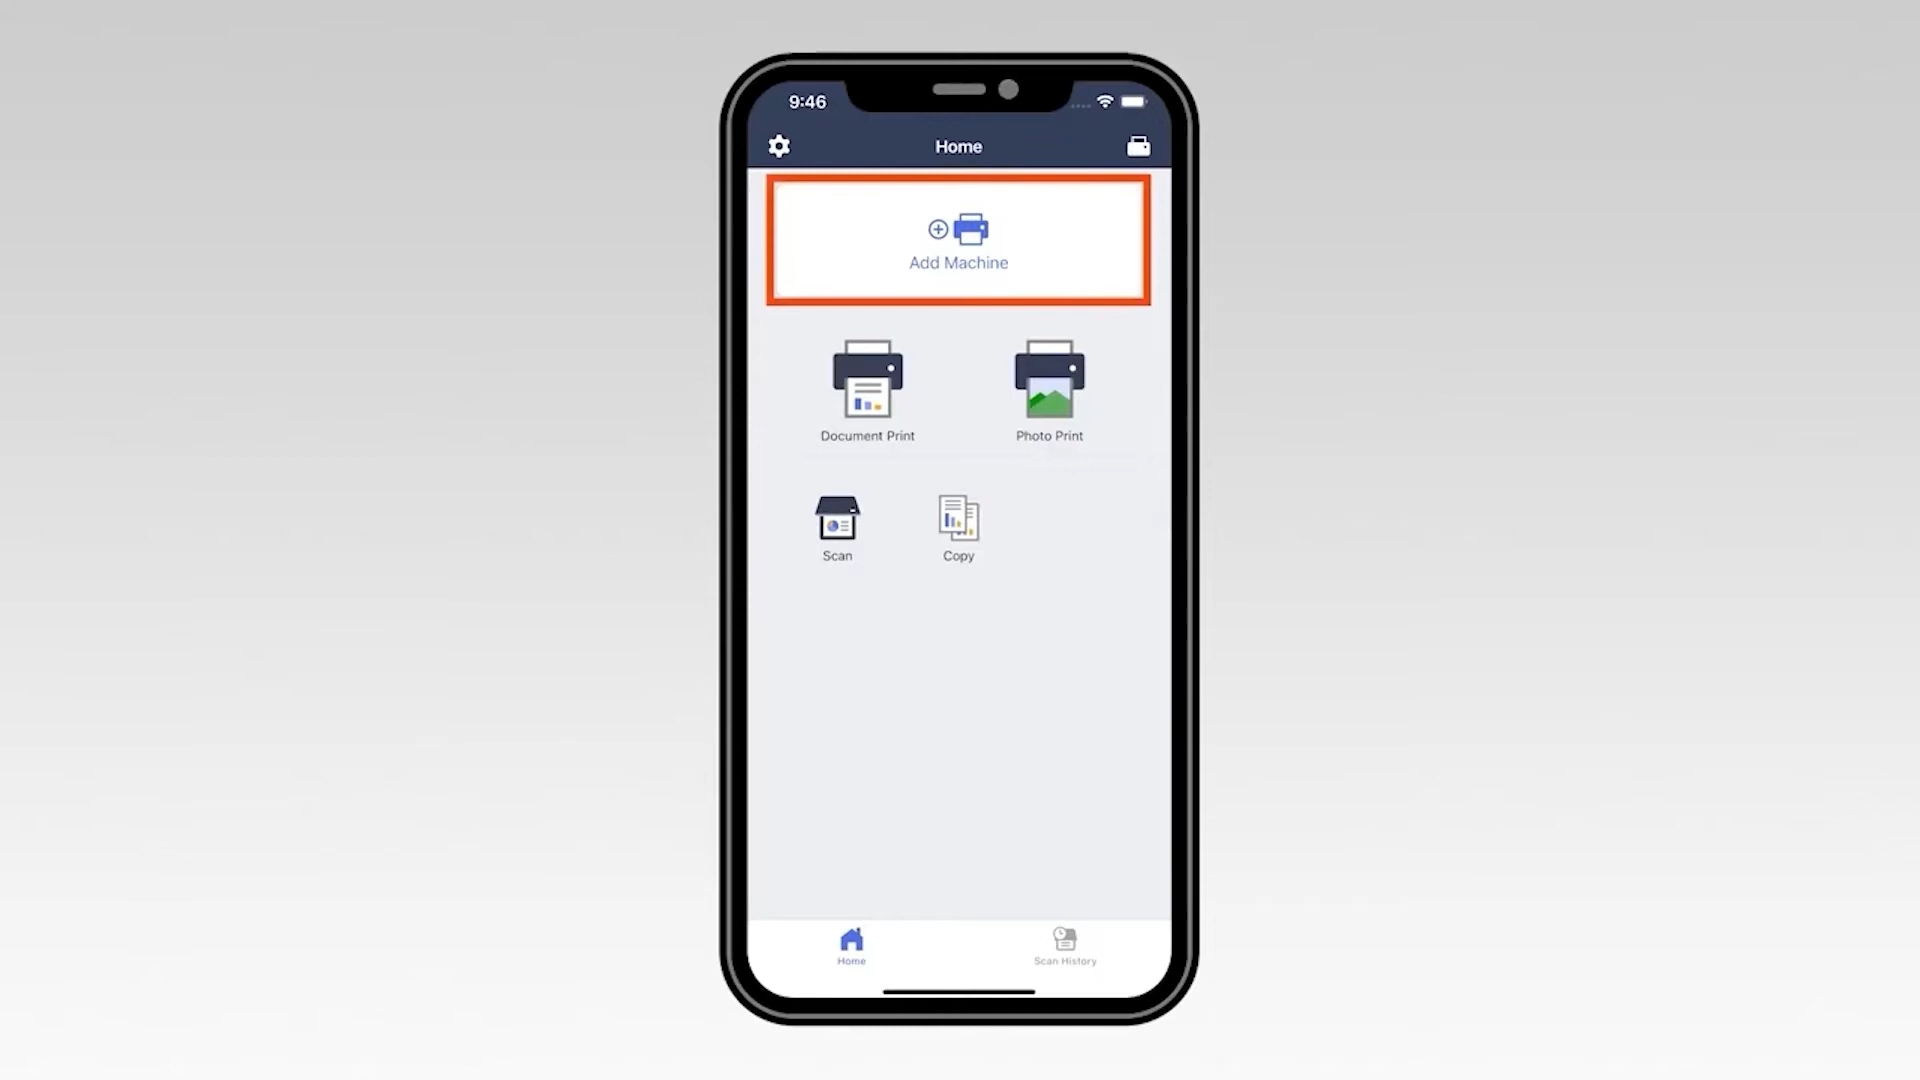 9:46
Home
Add Machine
Document Print
Photo Print
Scan
Copy
Home
Scan History